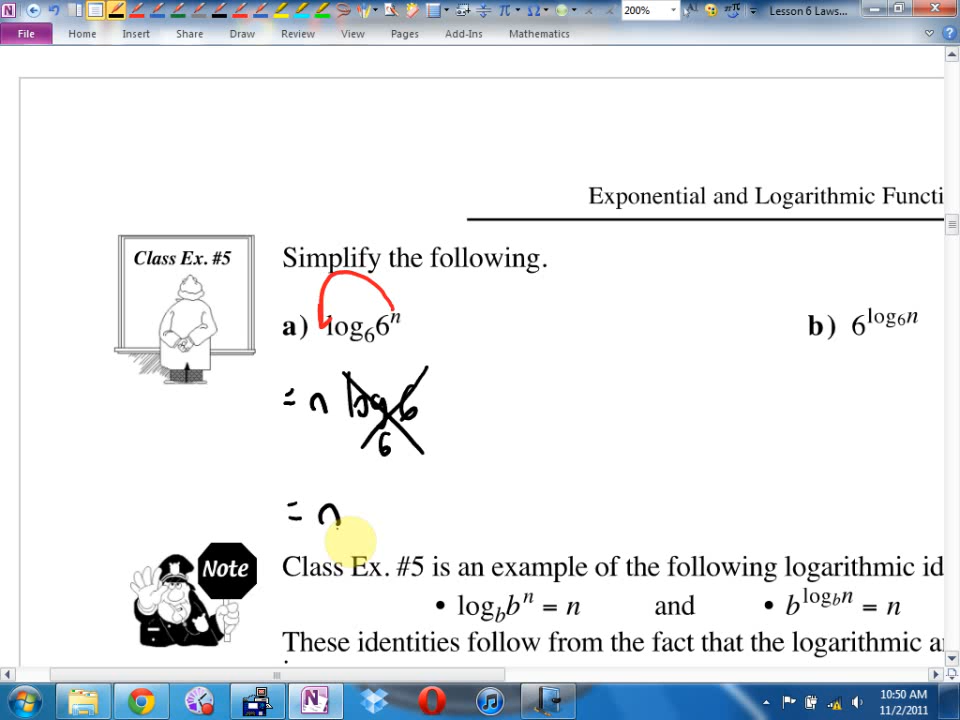 200% Lesson 6 Laws...
File Home Insert Share Draw Review View Pages Add-Ins Mathematics
Exponential and Logarithmic Functi
Class Ex. #5
Simplify the following.
a) log₆6ⁿ
b) 6^log₆n
= n log₆ 6
= n
Note
Class Ex. #5 is an example of the following logarithmic id
• log_b bⁿ = n and • b^log_b n = n
These identities follow from the fact that the logarithmic a
10:50 AM
11/2/2011